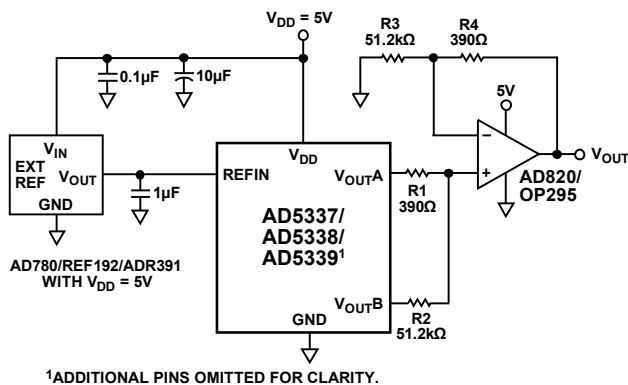 V_DD = 5V
0.1µF
10µF
R3
51.2kΩ
R4
390Ω
5V
V_IN
EXT
REF
V_OUT
GND
1µF
REFIN
V_DD
V_OUTA
R1
390Ω
V_OUT
AD820/
OP295
AD5337/
AD5338/
AD5339¹
AD780/REF192/ADR391
WITH V_DD = 5V
V_OUTB
R2
51.2kΩ
GND
¹ADDITIONAL PINS OMITTED FOR CLARITY.